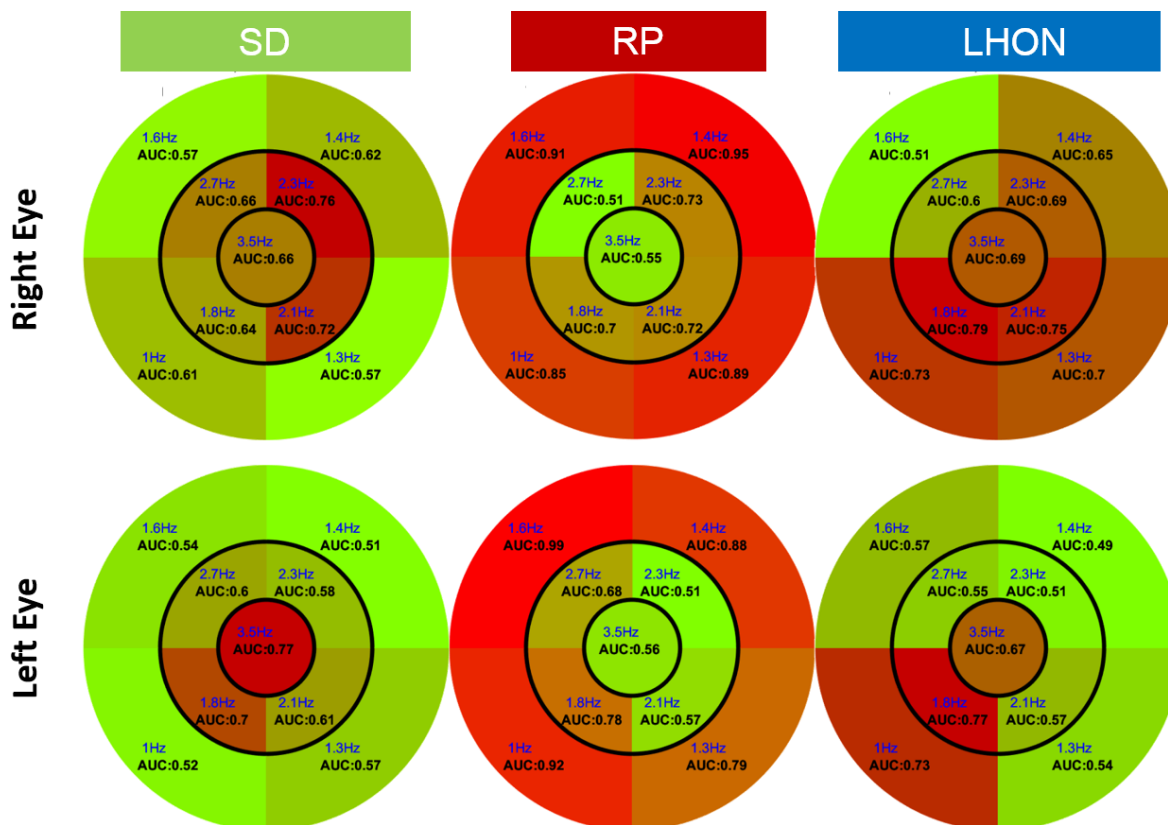 SD
RP
LHON
Right Eye
1.6Hz
AUC:0.57
1.4Hz
AUC:0.62
2.7Hz
AUC:0.66
2.3Hz
AUC:0.76
3.5Hz
AUC:0.66
1.8Hz
AUC:0.64
2.1Hz
AUC:0.72
1Hz
AUC:0.61
1.3Hz
AUC:0.57
1.6Hz
AUC:0.91
1.4Hz
AUC:0.95
2.7Hz
AUC:0.51
2.3Hz
AUC:0.73
3.5Hz
AUC:0.55
1.8Hz
AUC:0.7
2.1Hz
AUC:0.72
1Hz
AUC:0.85
1.3Hz
AUC:0.89
1.6Hz
AUC:0.51
1.4Hz
AUC:0.65
2.7Hz
AUC:0.6
2.3Hz
AUC:0.69
3.5Hz
AUC:0.69
1.8Hz
AUC:0.79
2.1Hz
AUC:0.75
1Hz
AUC:0.73
1.3Hz
AUC:0.7
Left Eye
1.6Hz
AUC:0.54
1.4Hz
AUC:0.51
2.7Hz
AUC:0.6
2.3Hz
AUC:0.58
3.5Hz
AUC:0.77
1.8Hz
AUC:0.7
2.1Hz
AUC:0.61
1Hz
AUC:0.52
1.3Hz
AUC:0.57
1.6Hz
AUC:0.99
1.4Hz
AUC:0.88
2.7Hz
AUC:0.68
2.3Hz
AUC:0.51
3.5Hz
AUC:0.56
1.8Hz
AUC:0.78
2.1Hz
AUC:0.57
1Hz
AUC:0.92
1.3Hz
AUC:0.79
1.6Hz
AUC:0.57
1.4Hz
AUC:0.49
2.7Hz
AUC:0.55
2.3Hz
AUC:0.51
3.5Hz
AUC:0.67
1.8Hz
AUC:0.77
2.1Hz
AUC:0.57
1Hz
AUC:0.73
1.3Hz
AUC:0.54